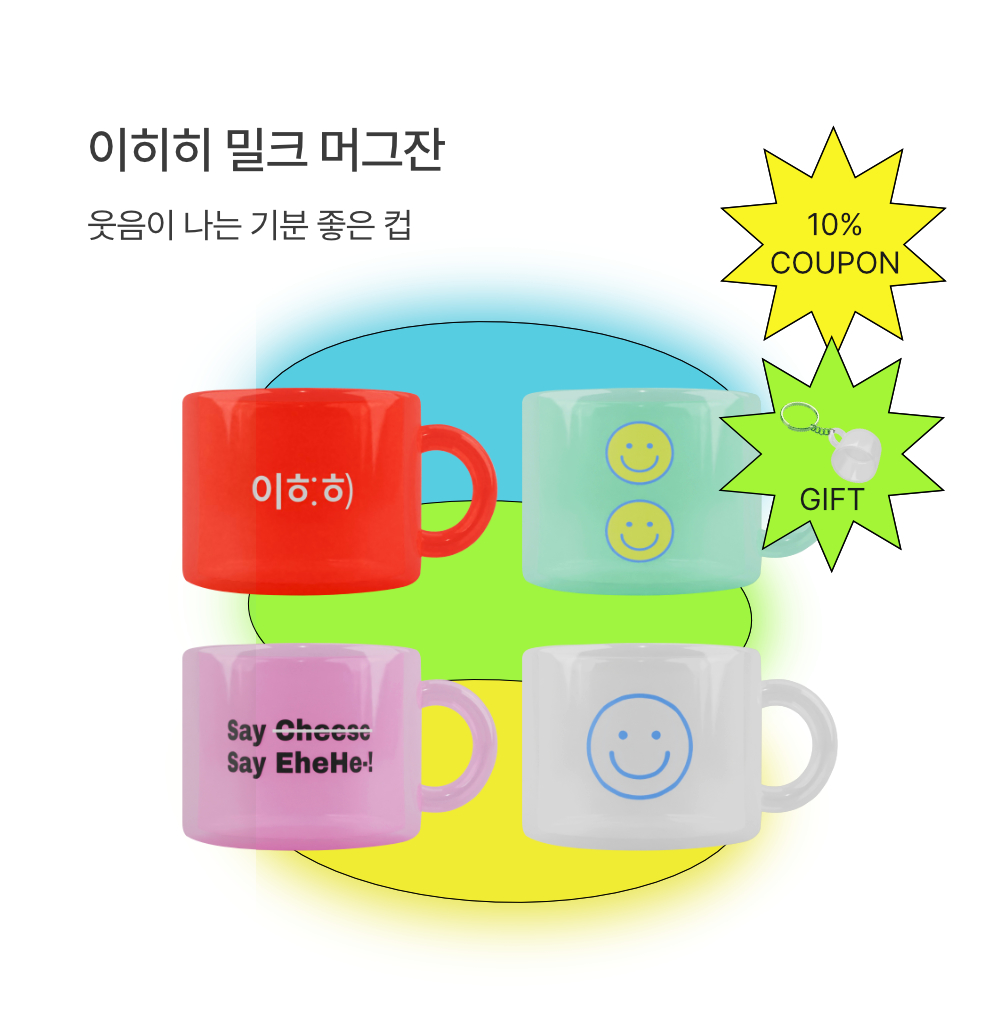 이히히 밀크 머그잔
웃음이 나는 기분 좋은 컵
10%
COUPON
GIFT
이히:히)
Say Cheese
Say EheHe-!